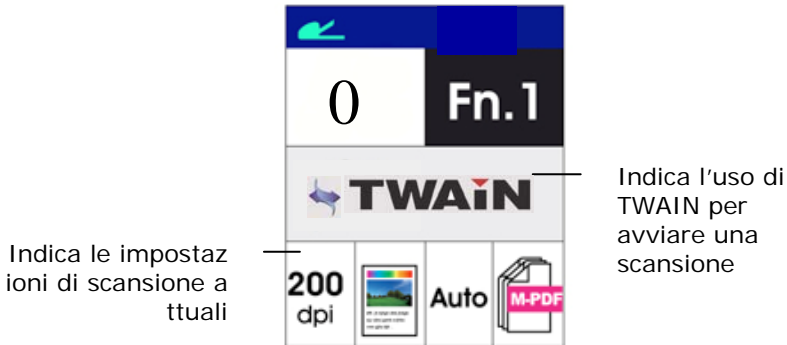 0
Fn.1
TWAIN
Indica l'uso di
TWAIN per
avviare una
scansione
Indica le impostaz
ioni di scansione a
ttuali
200
dpi
Auto
M-PDF